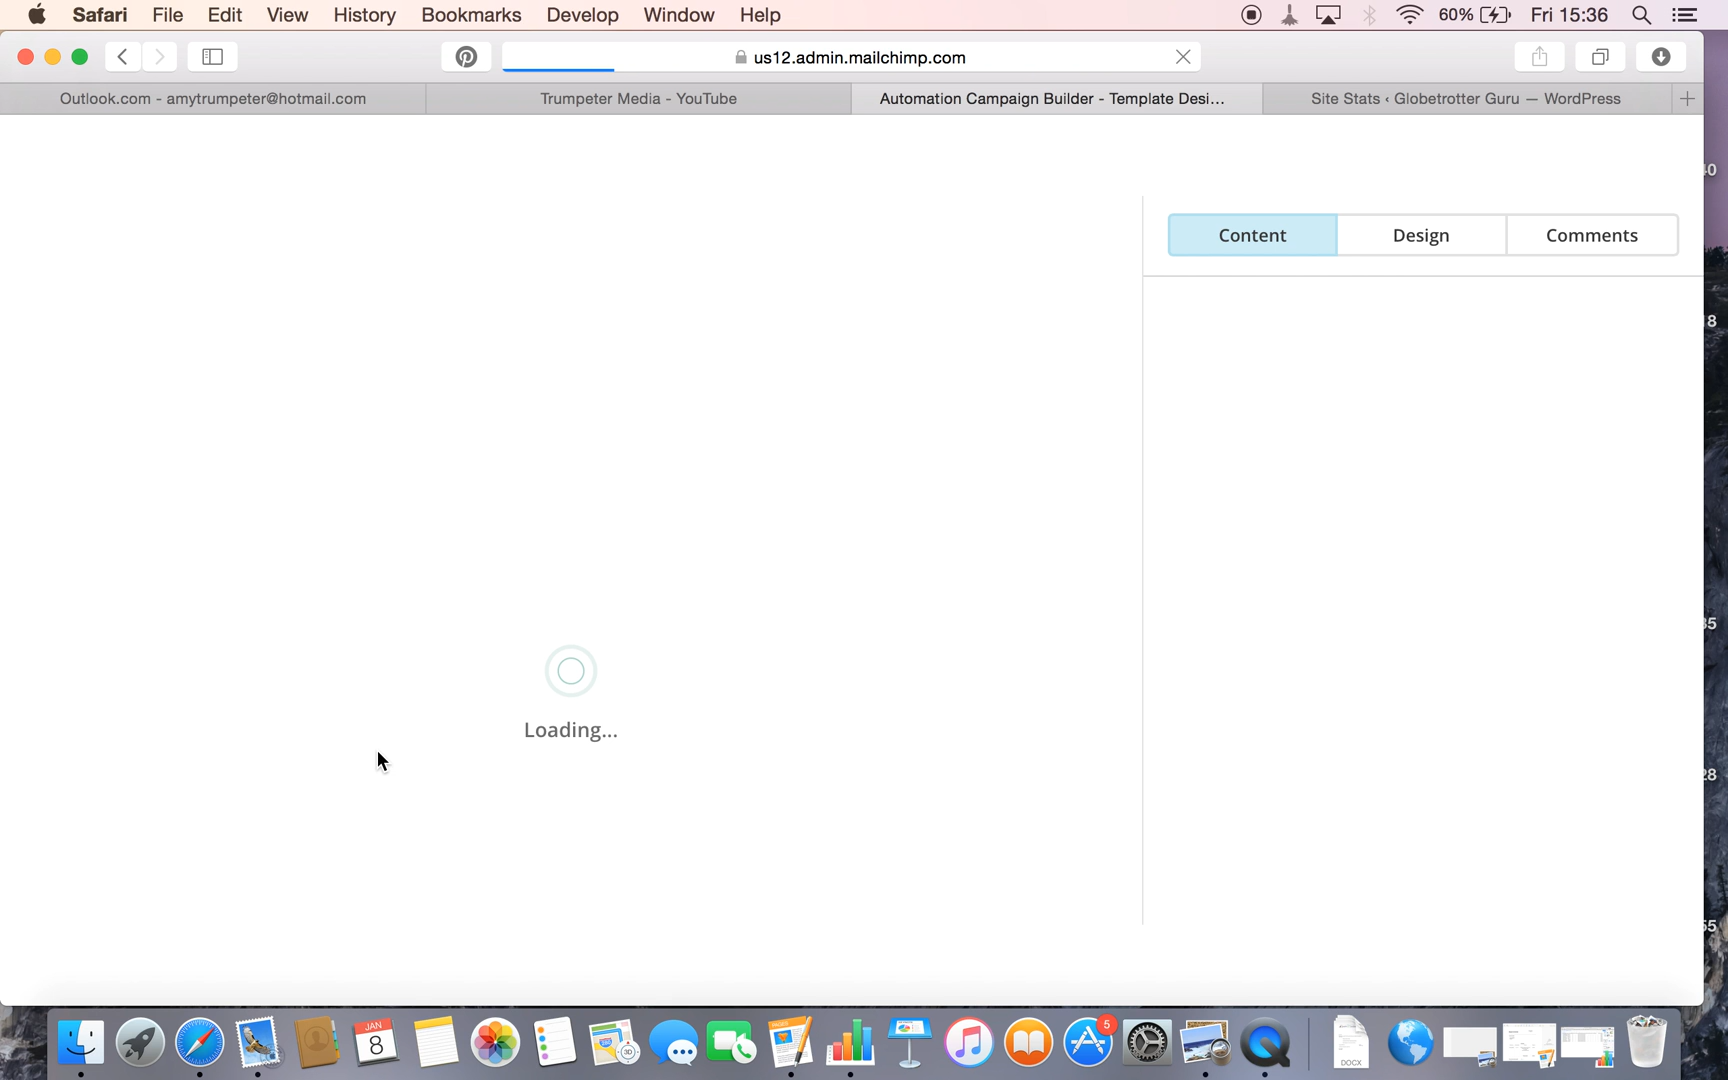 Safari File Edit View History Bookmarks Develop Window Help 60% Fri 15:36
us12.admin.mailchimp.com
Outlook.com - amytrumpeter@hotmail.com Trumpeter Media - YouTube Automation Campaign Builder - Template Desi... Site Stats ‹ Globetrotter Guru — WordPress
Content Design Comments
Loading...
JAN
8
3D
PAGES
5
DOCX